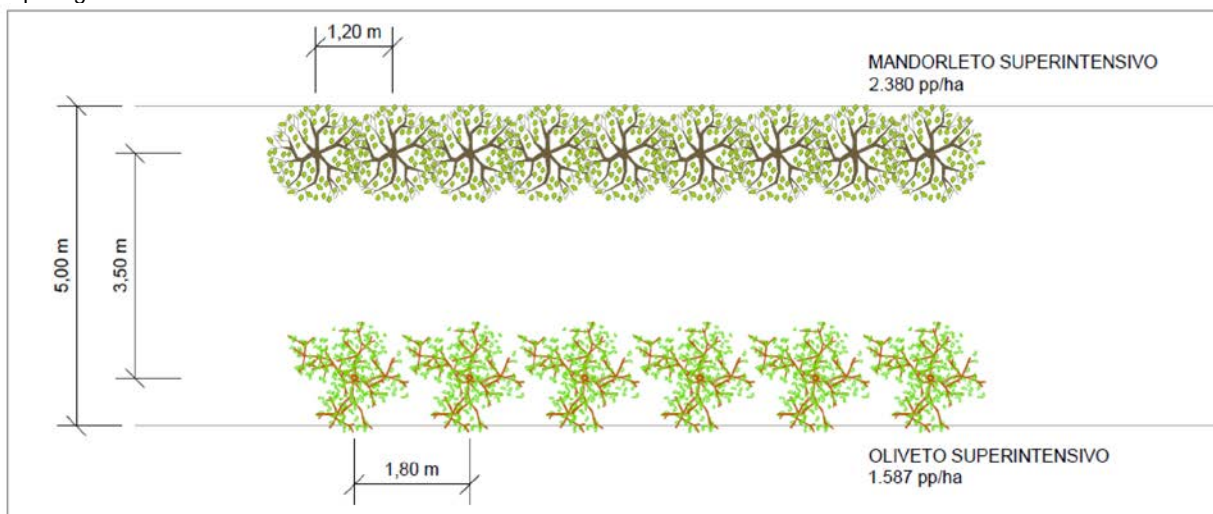 1,20 m
MANDORLETO SUPERINTENSIVO
2.380 pp/ha
5,00 m
3,50 m
1,80 m
OLIVETO SUPERINTENSIVO
1.587 pp/ha